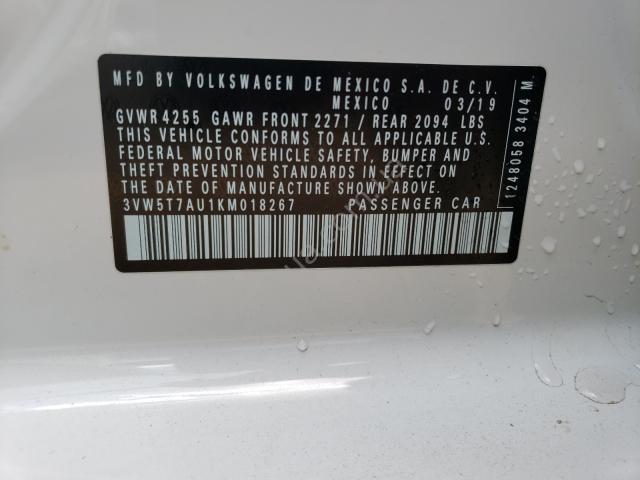 MFD BY VOLKSWAGEN DE MEXICO S.A. DE C.V.
MEXICO 03/19
GVWR 4255 GAWR FRONT 2271 / REAR 2094 LBS
THIS VEHICLE CONFORMS TO ALL APPLICABLE U.S.
FEDERAL MOTOR VEHICLE SAFETY, BUMPER AND
THEFT PREVENTION STANDARDS IN EFFECT ON
THE DATE OF MANUFACTURE SHOWN ABOVE.
3VW5T7AU1KM018267 PASSENGER CAR
1248058 3404 M